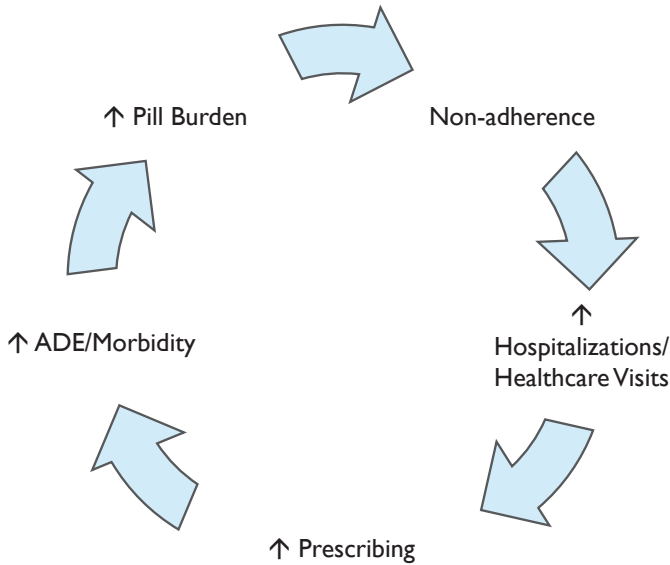 ↑ Pill Burden
Non-adherence
↑
Hospitalizations/
Healthcare Visits
↑ Prescribing
↑ ADE/Morbidity